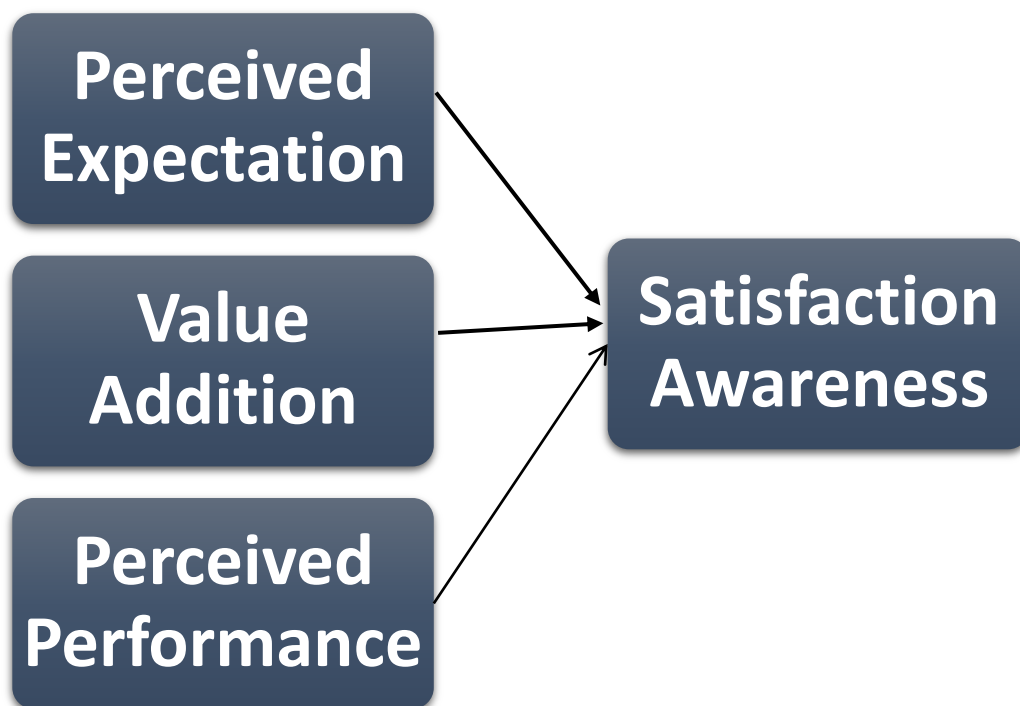 Perceived
Expectation
Value
Addition
Perceived
Performance
Satisfaction
Awareness